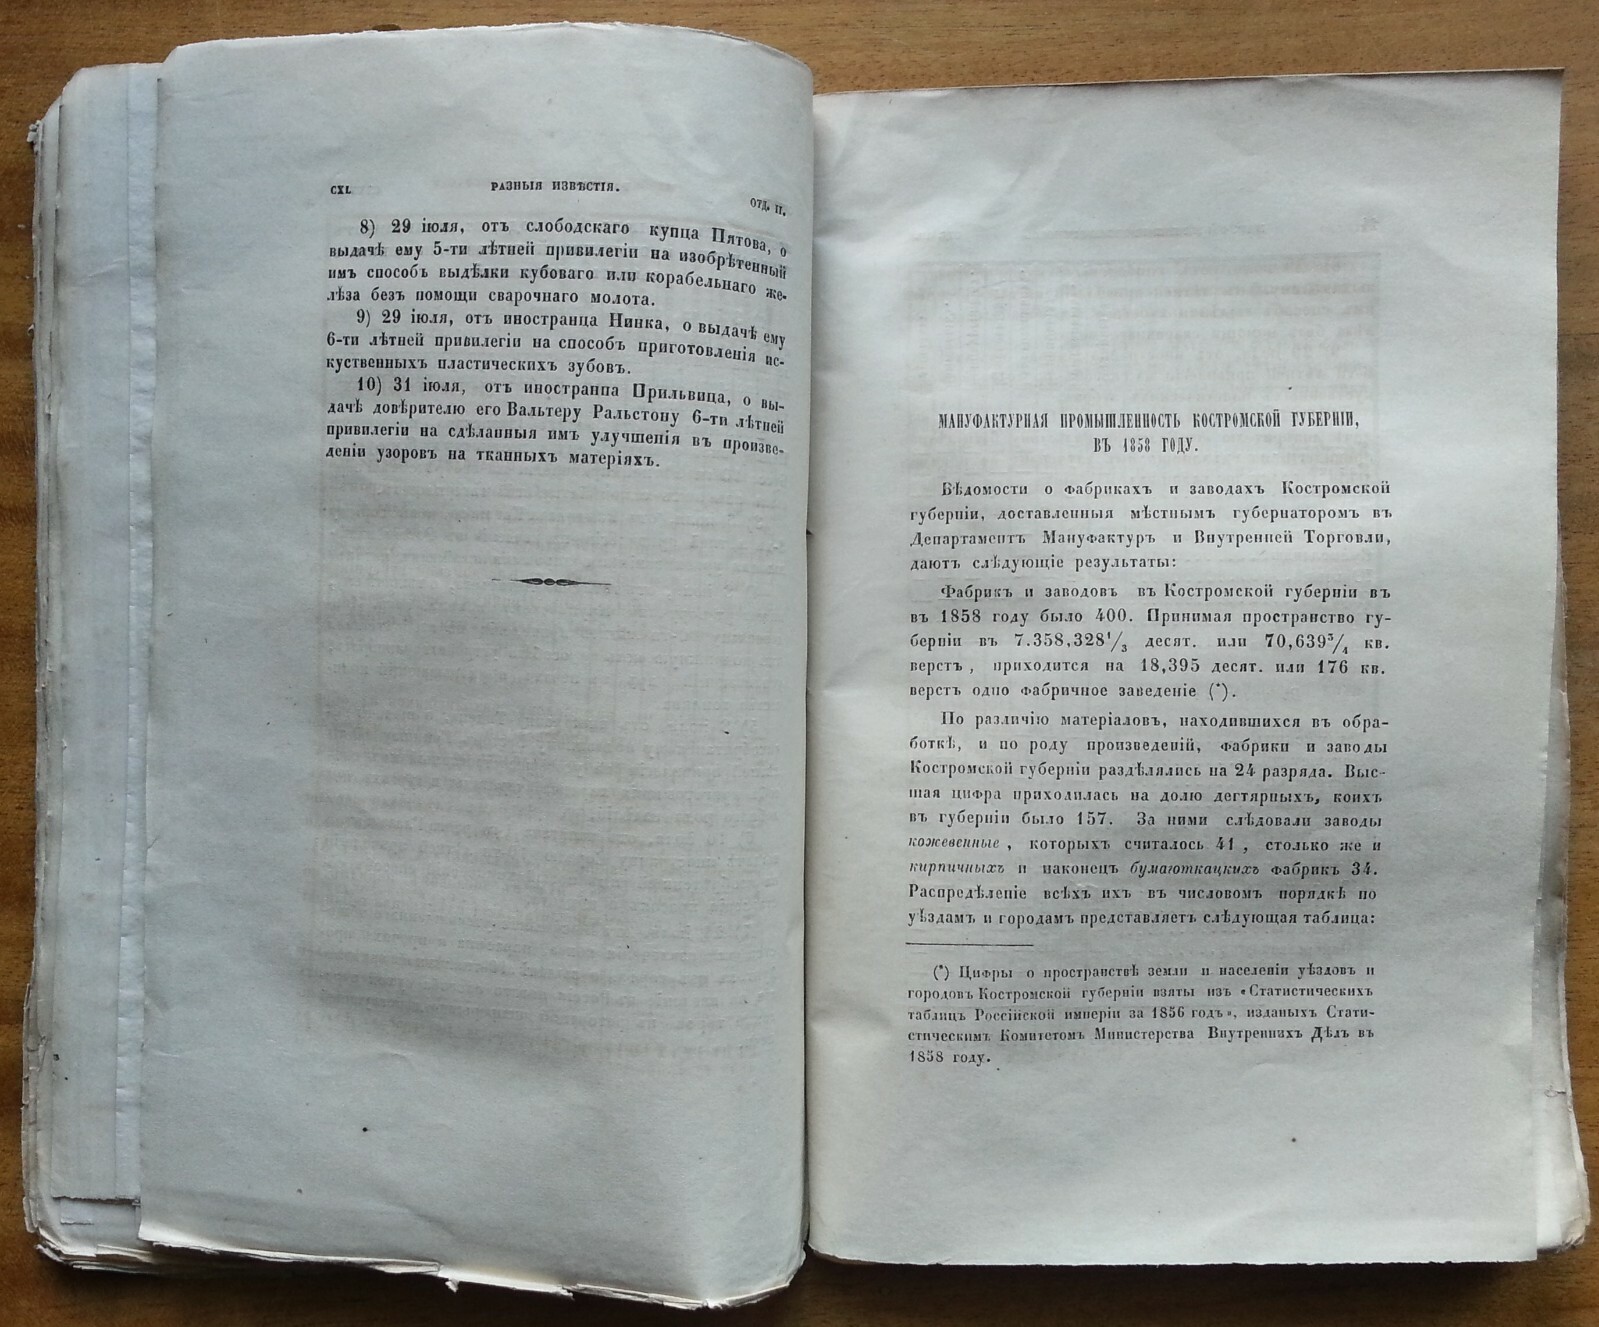 CXL
РАЗНЫЯ ИЗВѢСТІЯ.
ОТД. II.
8) 29 іюля, отъ слободскаго купца Пятова, о
выдачѣ ему 5-ти лѣтней привилегіи на изобрѣтенный
имъ способъ выдѣлки кубоваго или корабельнаго же-
лѣза безъ помощи сварочнаго молота.
9) 29 іюля, отъ иностранца Нинка, о выдачѣ ему
6-ти лѣтней привилегіи на способъ приготовленія ис-
куственныхъ пластическихъ зубовъ.
10) 31 іюля, отъ иностранца Прильвица, о вы-
дачѣ довѣрителю его Вальтеру Ральстону 6-ти лѣтней
привилегіи на сдѣланныя имъ улучшенія въ произве-
деніи узоровъ на тканныхъ матеріяхъ.
МАНУФАКТУРНАЯ ПРОМЫШЛЕННОСТЬ КОСТРОМСКОЙ ГУБЕРНІИ,
ВЪ 1858 ГОДУ.
Вѣдомости о фабрикахъ и заводахъ Костромской
губерніи, доставленныя мѣстнымъ губернаторомъ въ
Департаментъ Мануфактуръ и Внутренней Торговли,
даютъ слѣдующіе результаты:
Фабрикъ и заводовъ въ Костромской губерніи въ
въ 1858 году было 400. Принимая пространство гу-
берніи въ 7.358,328¹/₃ десят. или 70,639³/₄ кв.
верстъ, приходится на 18,395 десят. или 176 кв.
верстъ одно фабричное заведеніе (*).
По различію матеріаловъ, находившихся въ обра-
боткѣ, и по роду произведеній, фабрики и заводы
Костромской губерніи раздѣлялись на 24 разряда. Выс-
шая цифра приходилась на долю дегтярныхъ, коихъ
въ губерніи было 157. За ними слѣдовали заводы
кожевенные, которыхъ считалось 41, столько же и
кирпичныхъ и наконецъ бумаготкацкихъ фабрикъ 34.
Распредѣленіе всѣхъ ихъ въ числовомъ порядкѣ по
уѣздамъ и городамъ представляетъ слѣдующая таблица:
(*) Цифры о пространствѣ земли и населеніи уѣздовъ и
городовъ Костромской губерніи взяты изъ «Статистическихъ
таблицъ Россійской имперіи за 1856 годъ», изданыхъ Стати-
стическимъ Комитетомъ Министерства Внутреннихъ Дѣлъ въ
1858 году.